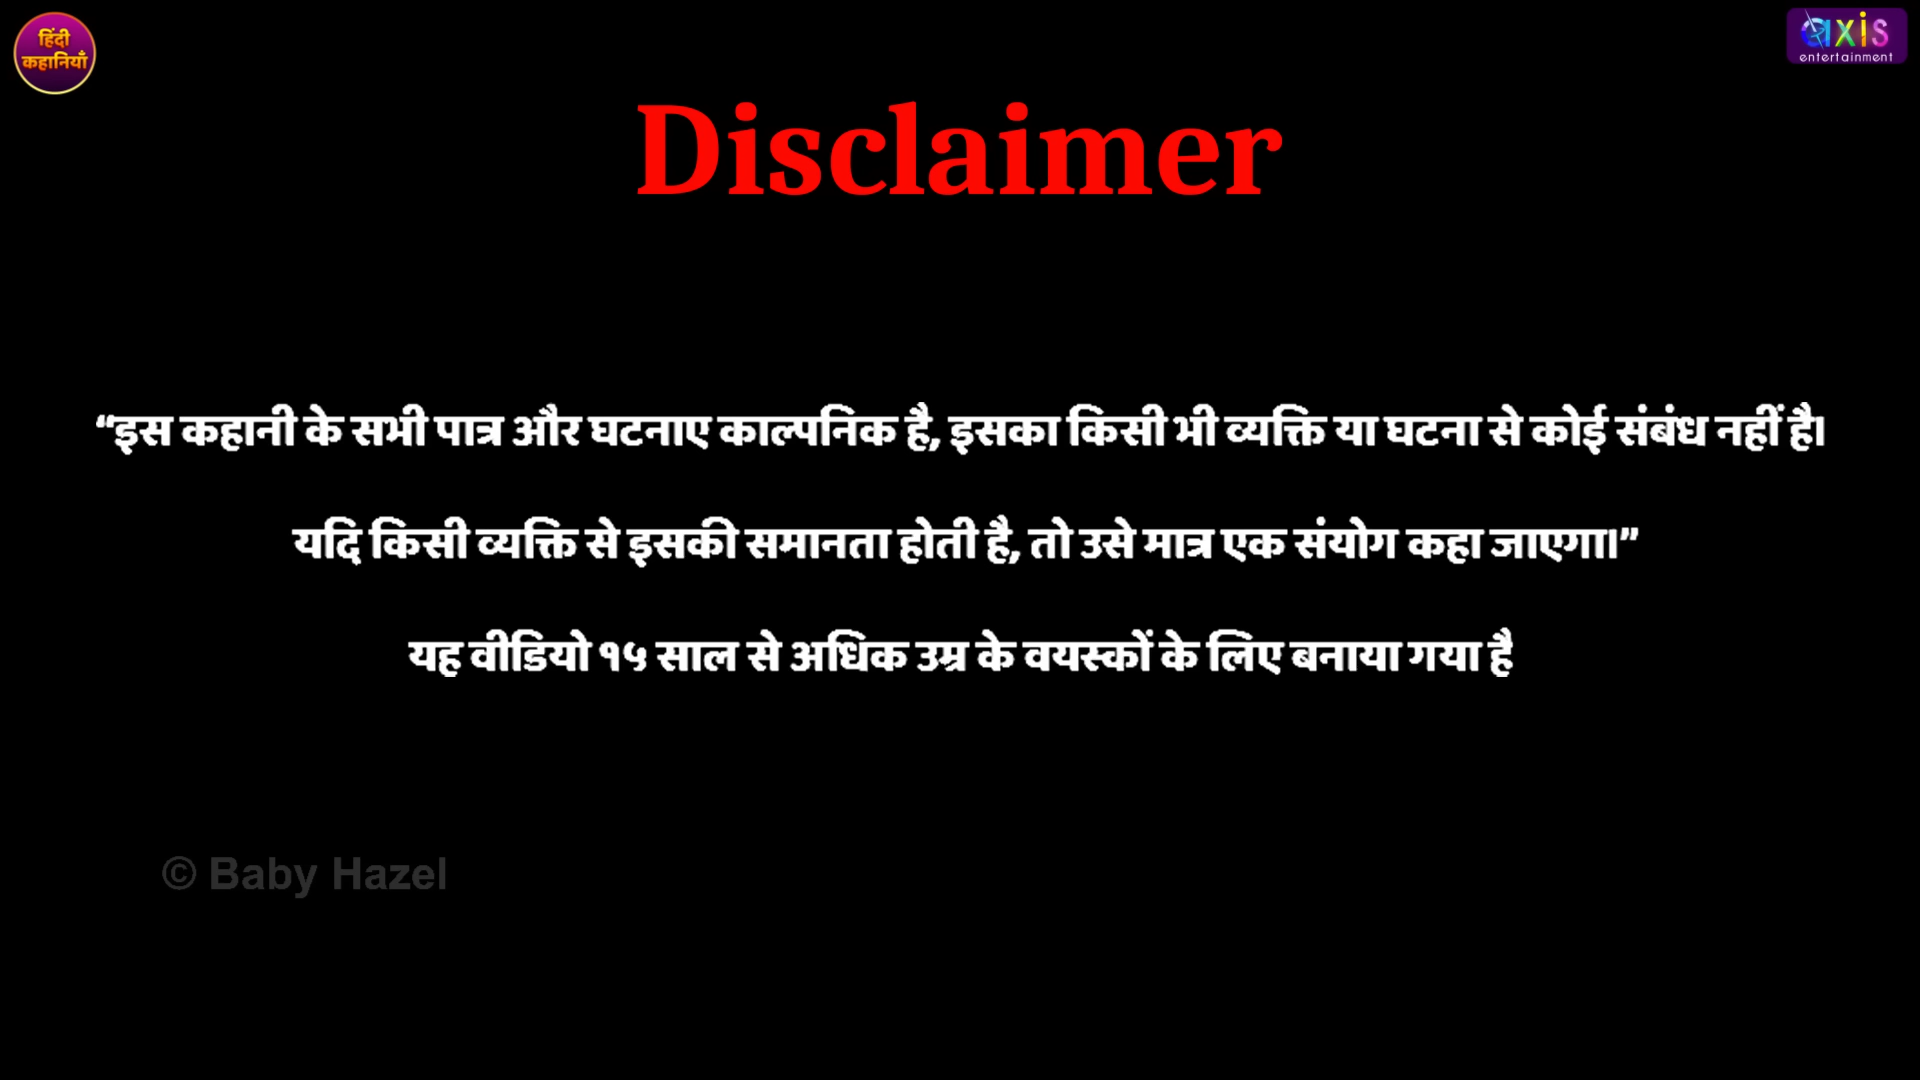 हिंदी
कहानियाँ
axis
entertainment
Disclaimer
“इस कहानी के सभी पात्र और घटनाए काल्पनिक है, इसका किसी भी व्यक्ति या घटना से कोई संबंध नहीं है।
यदि किसी व्यक्ति से इसकी समानता होती है, तो उसे मात्र एक संयोग कहा जाएगा।”
यह वीडियो १५ साल से अधिक उम्र के वयस्कों के लिए बनाया गया है
© Baby Hazel